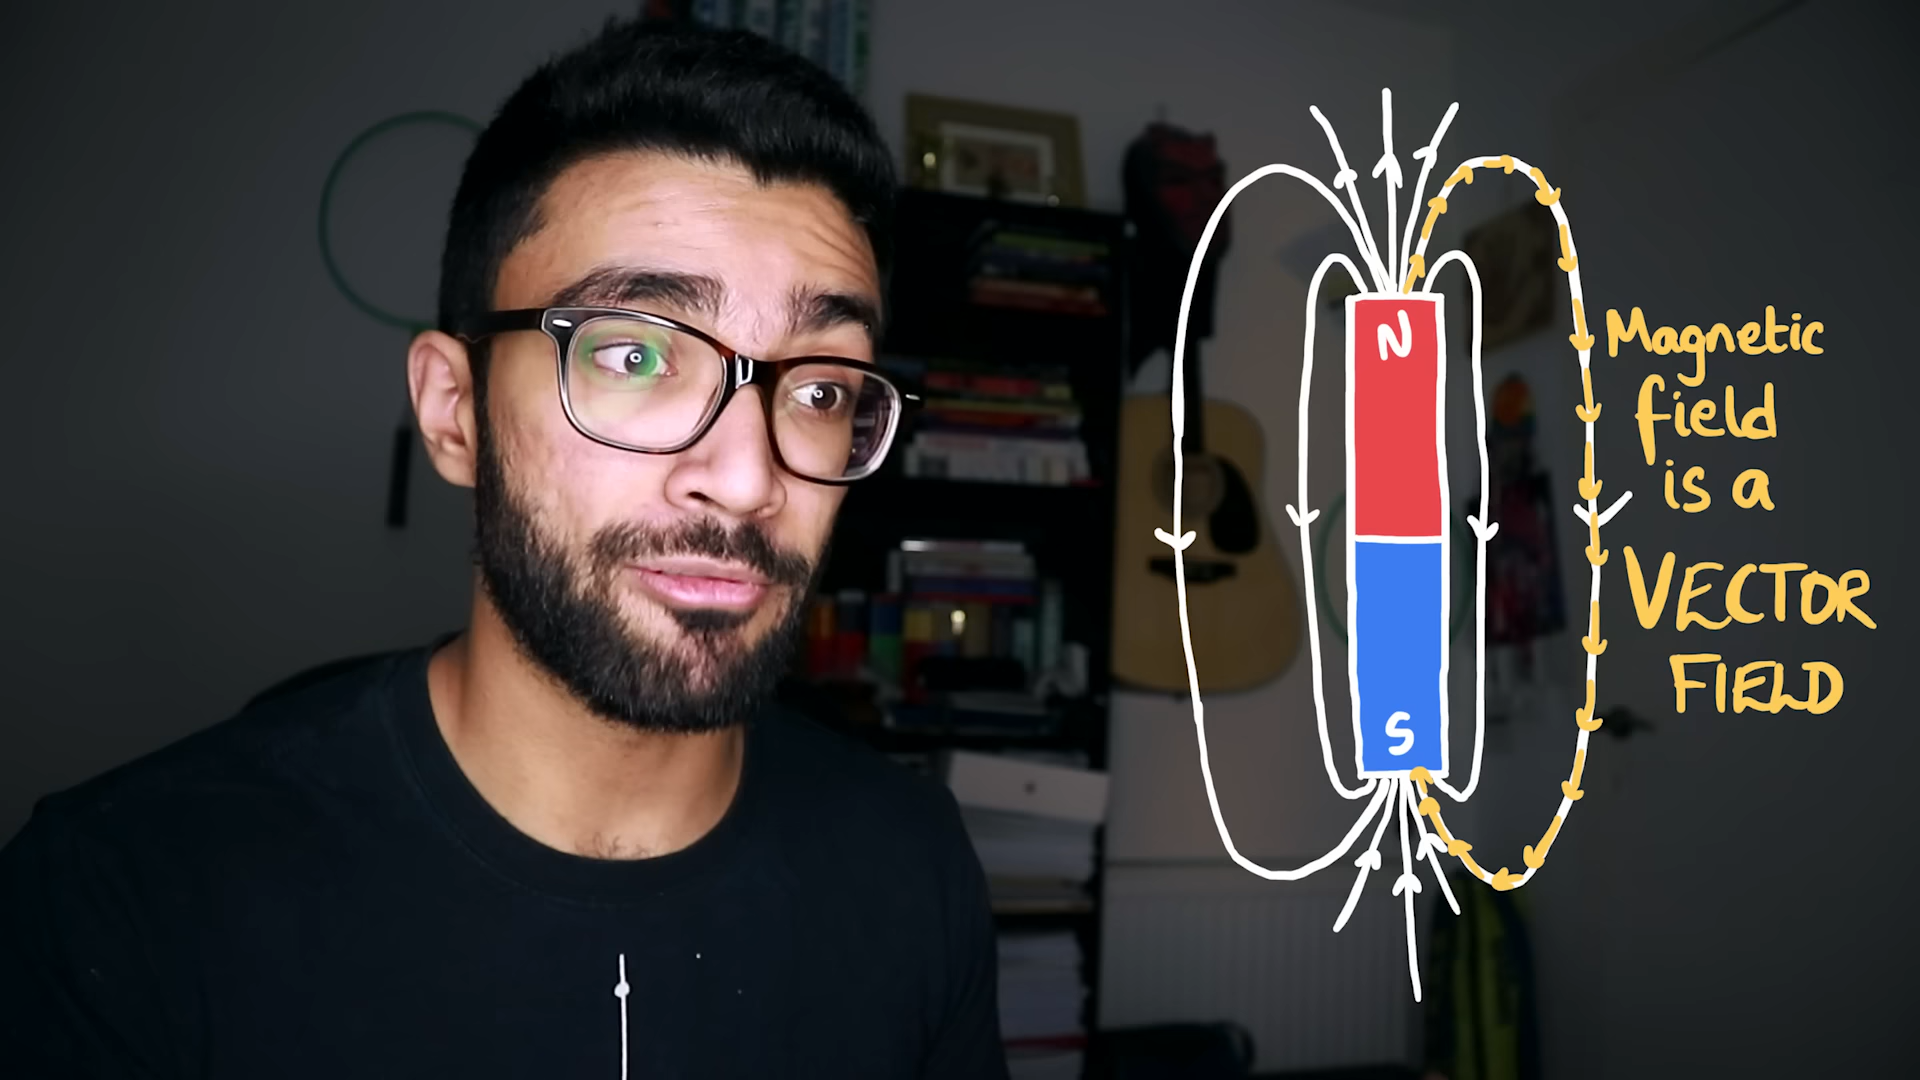 N
Magnetic
field
is a
VECTOR
FIELD
S